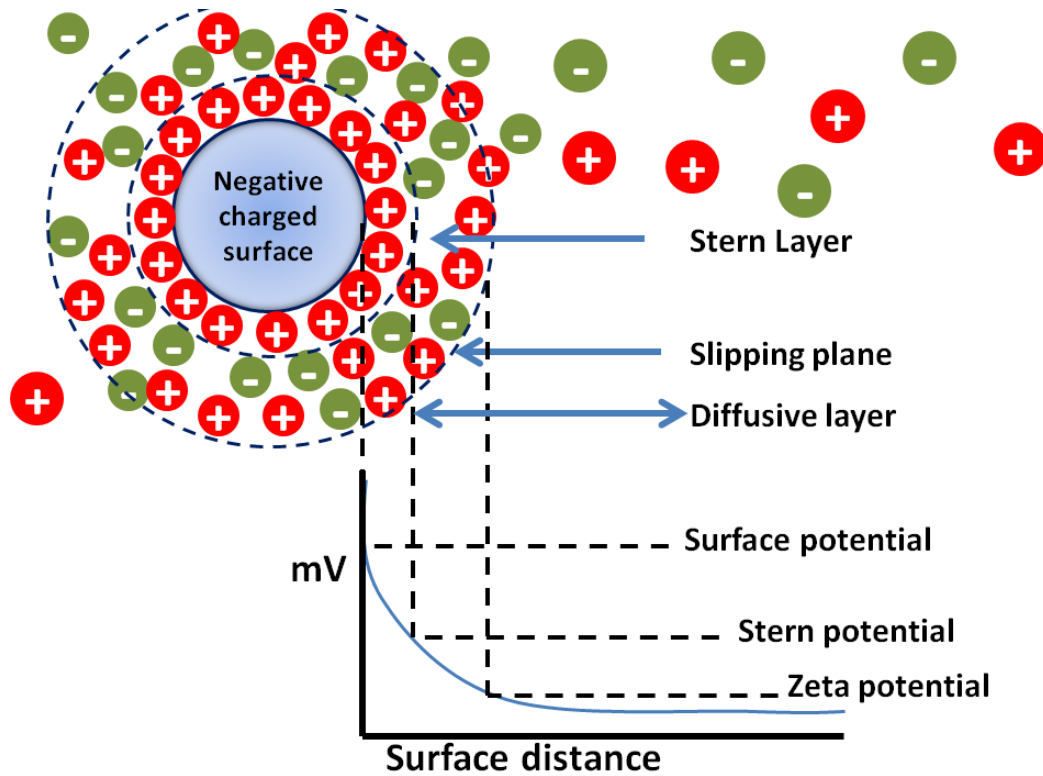 Negative
charged
surface
Stern Layer
Slipping plane
Diffusive layer
Surface potential
mV
Stern potential
Zeta potential
Surface distance